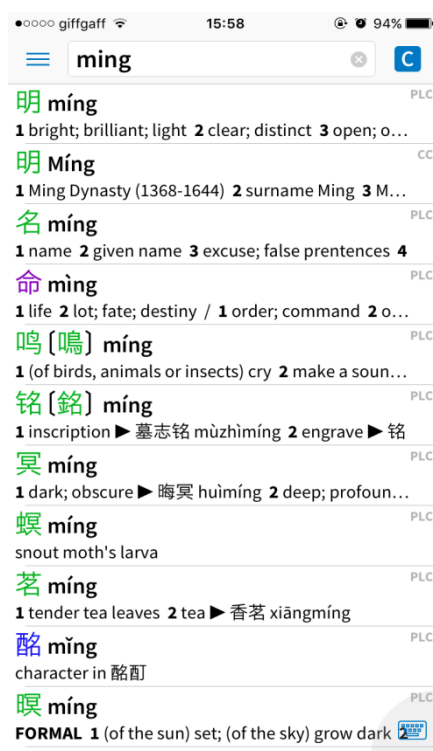 giffgaff 15:58 94%
ming C
明 míng PLC
1 bright; brilliant; light 2 clear; distinct 3 open; o…
明 Míng CC
1 Ming Dynasty (1368-1644) 2 surname Ming 3 M…
名 míng PLC
1 name 2 given name 3 excuse; false prentences 4
命 mìng PLC
1 life 2 lot; fate; destiny / 1 order; command 2 o…
鸣〔鳴〕 míng PLC
1 (of birds, animals or insects) cry 2 make a soun…
铭〔銘〕 míng PLC
1 inscription ▶ 墓志铭 mùzhìmíng 2 engrave ▶ 铭
冥 míng PLC
1 dark; obscure ▶ 晦冥 huìmíng 2 deep; profoun…
螟 míng PLC
snout moth's larva
茗 míng PLC
1 tender tea leaves 2 tea ▶ 香茗 xiāngmíng
酩 mǐng PLC
character in 酩酊
暝 míng PLC
FORMAL 1 (of the sun) set; (of the sky) grow dark 2